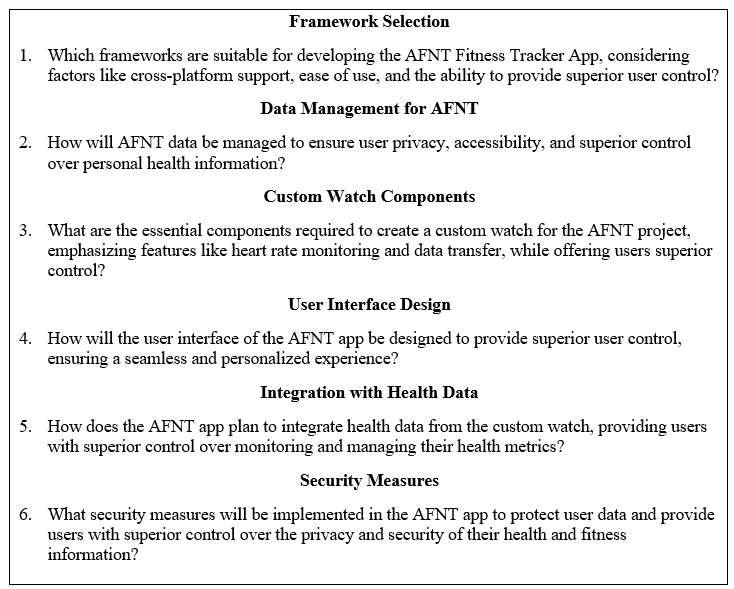 Framework Selection
1. Which frameworks are suitable for developing the AFNT Fitness Tracker App, considering
factors like cross-platform support, ease of use, and the ability to provide superior user control?
Data Management for AFNT
2. How will AFNT data be managed to ensure user privacy, accessibility, and superior control
over personal health information?
Custom Watch Components
3. What are the essential components required to create a custom watch for the AFNT project,
emphasizing features like heart rate monitoring and data transfer, while offering users superior
control?
User Interface Design
4. How will the user interface of the AFNT app be designed to provide superior user control,
ensuring a seamless and personalized experience?
Integration with Health Data
5. How does the AFNT app plan to integrate health data from the custom watch, providing users
with superior control over monitoring and managing their health metrics?
Security Measures
6. What security measures will be implemented in the AFNT app to protect user data and provide
users with superior control over the privacy and security of their health and fitness
information?